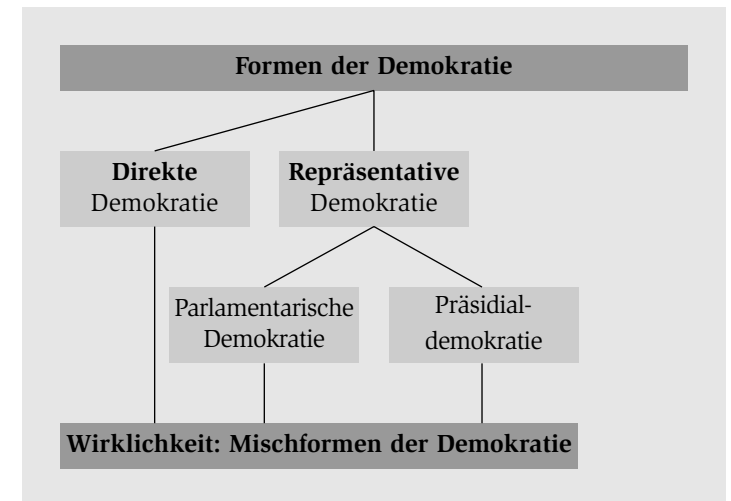 Formen der Demokratie
Direkte
Demokratie
Repräsentative
Demokratie
Parlamentarische
Demokratie
Präsidial-
demokratie
Wirklichkeit: Mischformen der Demokratie